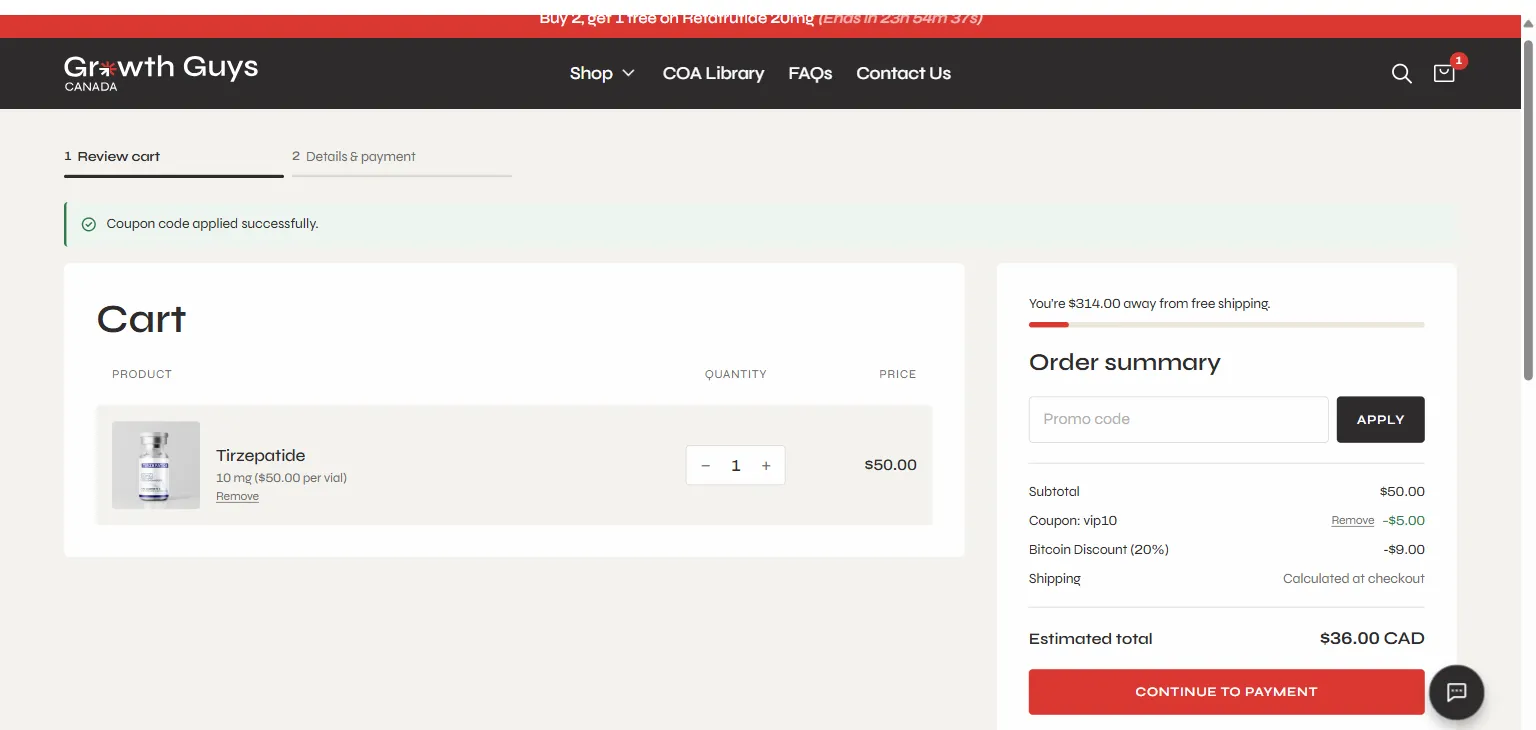 Buy 2, get 1 free on Retatrutide 20mg (Ends in 23h 54m 37s)
Growth Guys
CANADA
Shop
COA Library
FAQs
Contact Us
1
1 Review cart
2 Details & payment
Coupon code applied successfully.
Cart
PRODUCT
QUANTITY
PRICE
Tirzepatide
10 mg ($50.00 per vial)
Remove
− 1 +
$50.00
You're $314.00 away from free shipping.
Order summary
Promo code
APPLY
Subtotal $50.00
Coupon: vip10 Remove -$5.00
Bitcoin Discount (20%) -$9.00
Shipping Calculated at checkout
Estimated total $36.00 CAD
CONTINUE TO PAYMENT